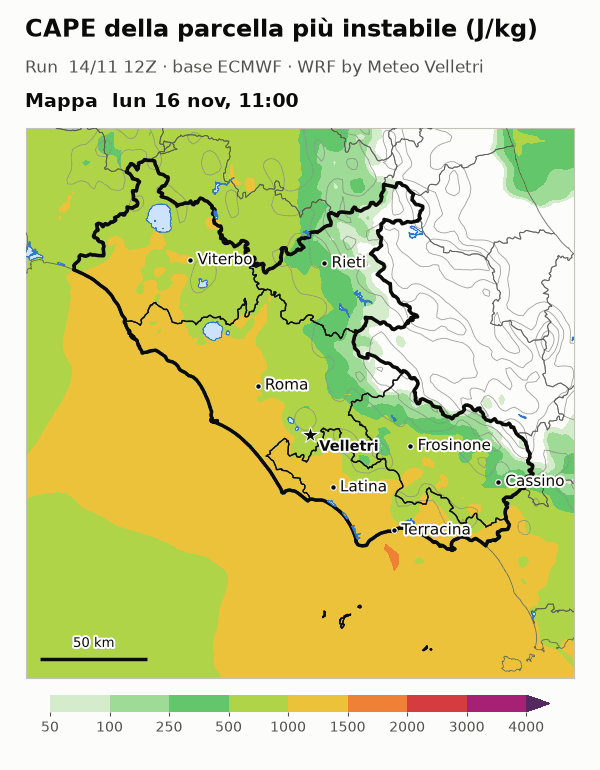 CAPE della parcella più instabile (J/kg)
Run  14/11 12Z · base ECMWF · WRF by Meteo Velletri
Mappa  lun 16 nov, 11:00
Viterbo
Rieti
Roma
Velletri
Frosinone
Cassino
Latina
Terracina
50 km
50 100 250 500 1000 1500 2000 3000 4000